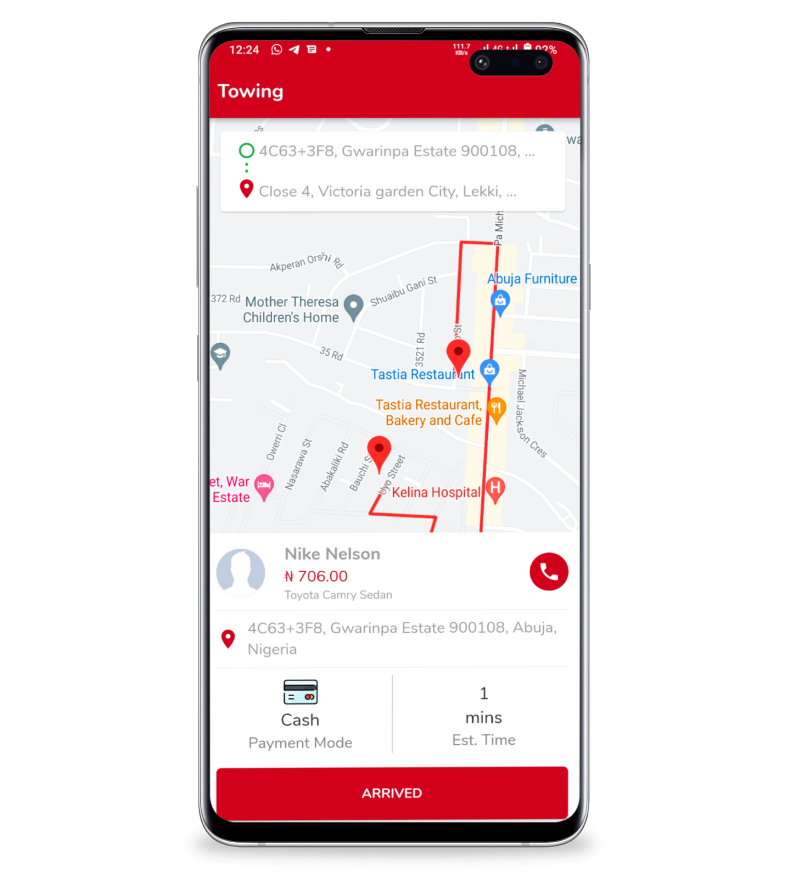 12:24
111.7
KB/s
4G
92%
Towing
4C63+3F8, Gwarinpa Estate 900108, ...
Close 4, Victoria garden City, Lekki, ...
Pa Mich
Akperan Orshi Rd
Abuja Furniture
372 Rd
Mother Theresa
Children's Home
Shuaibu Gani St
35 Rd
3521 Rd
Tastia Restaurant
Tastia Restaurant,
Bakery and Cafe
Michael Jackson Cres
Owerri Cl
Nasarawa St
Abakaliki Rd
Bauchi S
Uyo Street
et, War
Estate
Kelina Hospital
H
Nike Nelson
₦ 706.00
Toyota Camry Sedan
4C63+3F8, Gwarinpa Estate 900108, Abuja,
Nigeria
Cash
Payment Mode
1
mins
Est. Time
ARRIVED